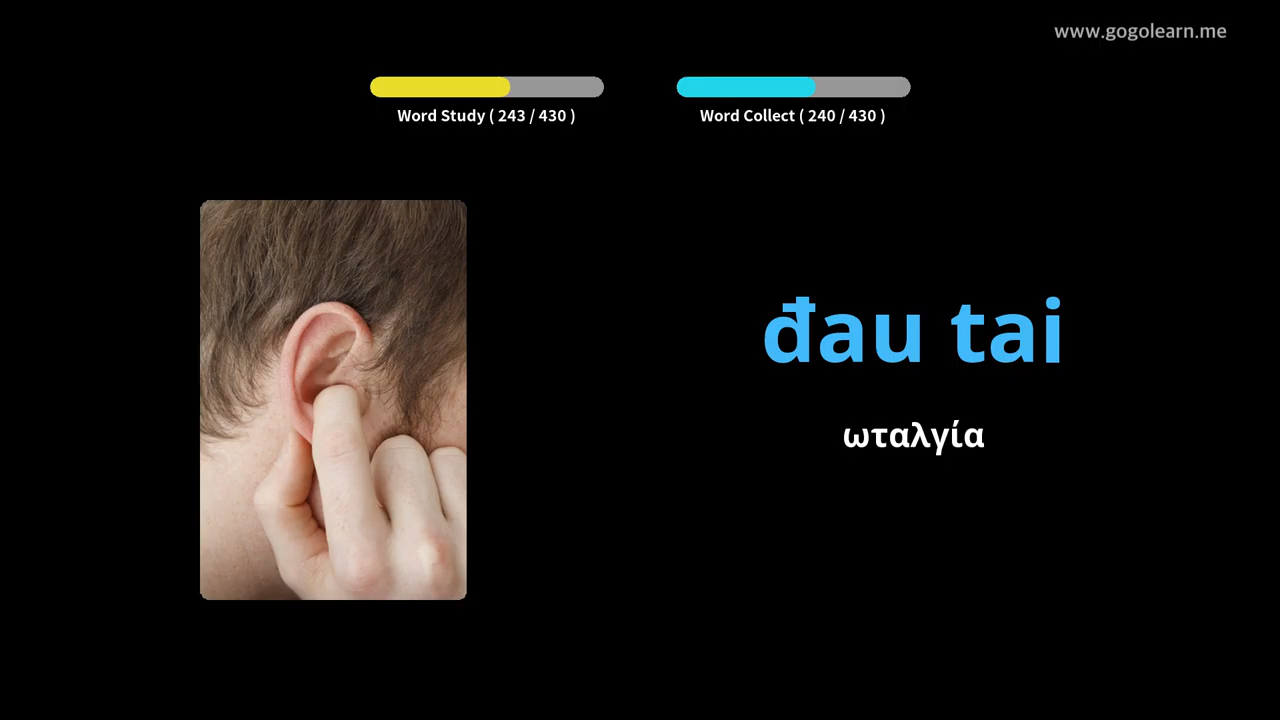 www.gogolearn.me
Word Study ( 243 / 430 )
Word Collect ( 240 / 430 )
đau tai
ωταλγία